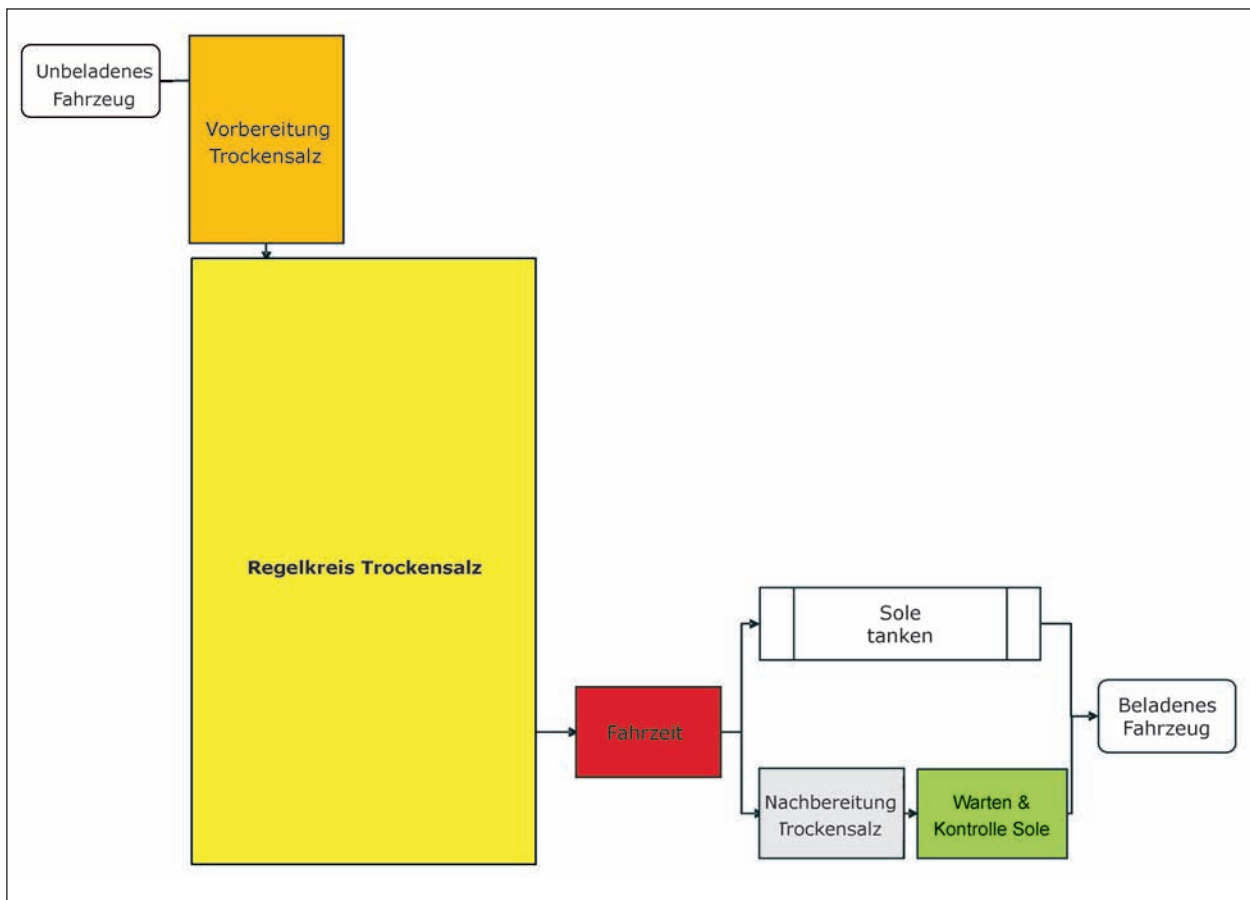 Unbeladenes
Fahrzeug
Vorbereitung
Trockensalz
Regelkreis Trockensalz
Fahrzeit
Sole
tanken
Nachbereitung
Trockensalz
Warten &
Kontrolle Sole
Beladenes
Fahrzeug